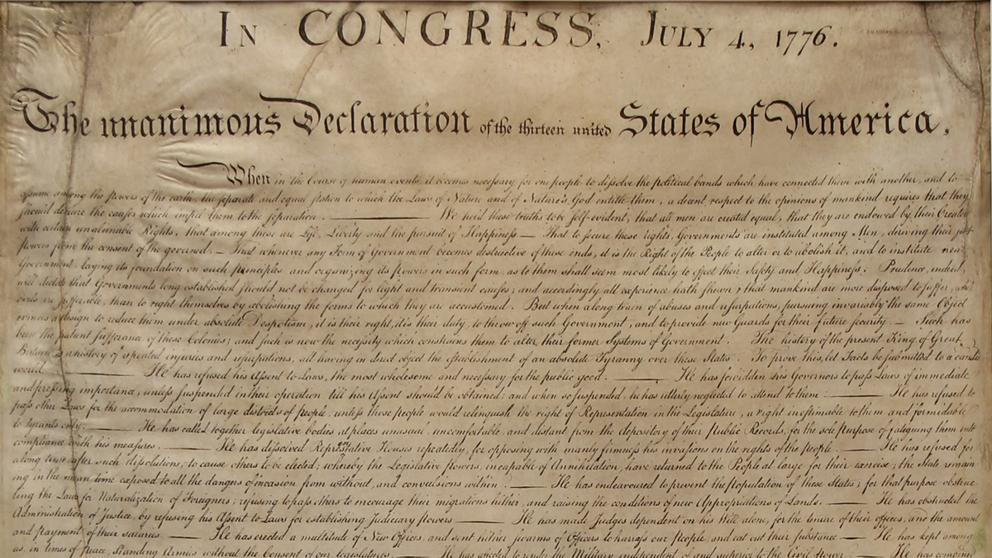 In CONGRESS, July 4, 1776.
The unanimous Declaration of the thirteen united States of America,
When in the Course of human events, it becomes necessary for one people to dissolve the political bands which have connected them with another, and to
assume among the powers of the earth, the separate and equal station to which the Laws of Nature and of Nature's God entitle them, a decent respect to the opinions of mankind requires that they
should declare the causes which impel them to the separation. — We hold these truths to be self-evident, that all men are created equal, that they are endowed by their Creator
with certain unalienable Rights, that among these are Life, Liberty and the pursuit of Happiness. — That to secure these rights, Governments are instituted among Men, deriving their just
powers from the consent of the governed, — That whenever any Form of Government becomes destructive of these ends, it is the Right of the People to alter or to abolish it, and to institute new
Government, laying its foundation on such principles and organizing its powers in such form, as to them shall seem most likely to effect their Safety and Happiness. Prudence, indeed,
will dictate that Governments long established should not be changed for light and transient causes; and accordingly all experience hath shewn, that mankind are more disposed to suffer, while
evils are sufferable, than to right themselves by abolishing the forms to which they are accustomed. But when a long train of abuses and usurpations, pursuing invariably the same Object
evinces a design to reduce them under absolute Despotism, it is their right, it is their duty, to throw off such Government, and to provide new Guards for their future security. — Such has
been the patient sufferance of these Colonies; and such is now the necessity which constrains them to alter their former Systems of Government. The history of the present King of Great
Britain is a history of repeated injuries and usurpations, all having in direct object the establishment of an absolute Tyranny over these States. To prove this, let Facts be submitted to a candid
world. — He has refused his Assent to Laws, the most wholesome and necessary for the public good. — He has forbidden his Governors to pass Laws of immediate
and pressing importance, unless suspended in their operation till his Assent should be obtained; and when so suspended, he has utterly neglected to attend to them. — He has refused to
pass other Laws for the accommodation of large districts of people, unless those people would relinquish the right of Representation in the Legislature, a right inestimable to them and formidable
to tyrants only. — He has called together legislative bodies at places unusual, uncomfortable, and distant from the depository of their public Records, for the sole purpose of fatiguing them into
compliance with his measures. — He has dissolved Representative Houses repeatedly, for opposing with manly firmness his invasions on the rights of the people. — He has refused for
a long time, after such dissolutions, to cause others to be elected; whereby the Legislative powers, incapable of Annihilation, have returned to the People at large for their exercise; the State remain
ing in the mean time exposed to all the dangers of invasion from without, and convulsions within. — He has endeavoured to prevent the population of these States; for that purpose obstruc
ting the Laws for Naturalization of Foreigners; refusing to pass others to encourage their migrations hither, and raising the conditions of new Appropriations of Lands. — He has obstructed the
Administration of Justice, by refusing his Assent to Laws for establishing Judiciary powers. — He has made Judges dependent on his Will alone, for the tenure of their offices, and the amount
and payment of their salaries. — He has erected a multitude of New Offices, and sent hither swarms of Officers to harrass our people, and eat out their substance. — He has kept among
us, in times of peace, Standing Armies without the Consent of our legislatures. — He has affected to render the Military independent of and superior to the Civil power.